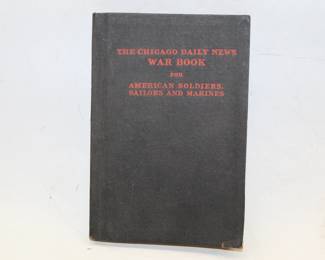 THE CHICAGO DAILY NEWS
WAR BOOK
FOR
AMERICAN SOLDIERS,
SAILORS AND MARINES